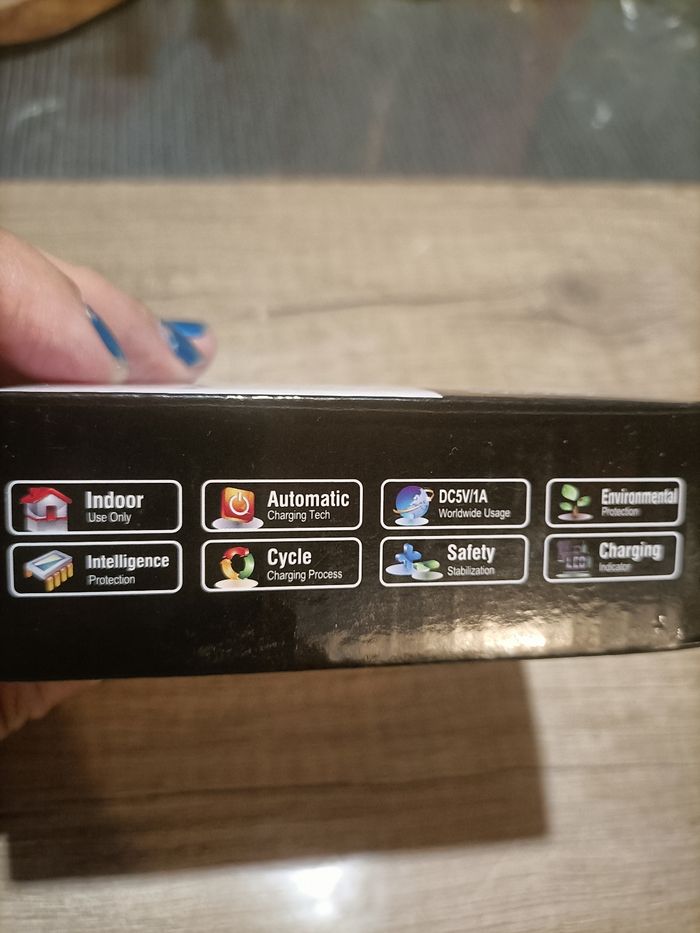 Indoor
Use Only
Automatic
Charging Tech
DC5V/1A
Worldwide Usage
Environmental
Protection
Intelligence
Protection
Cycle
Charging Process
Safety
Stabilization
LCD
Charging
Indicator